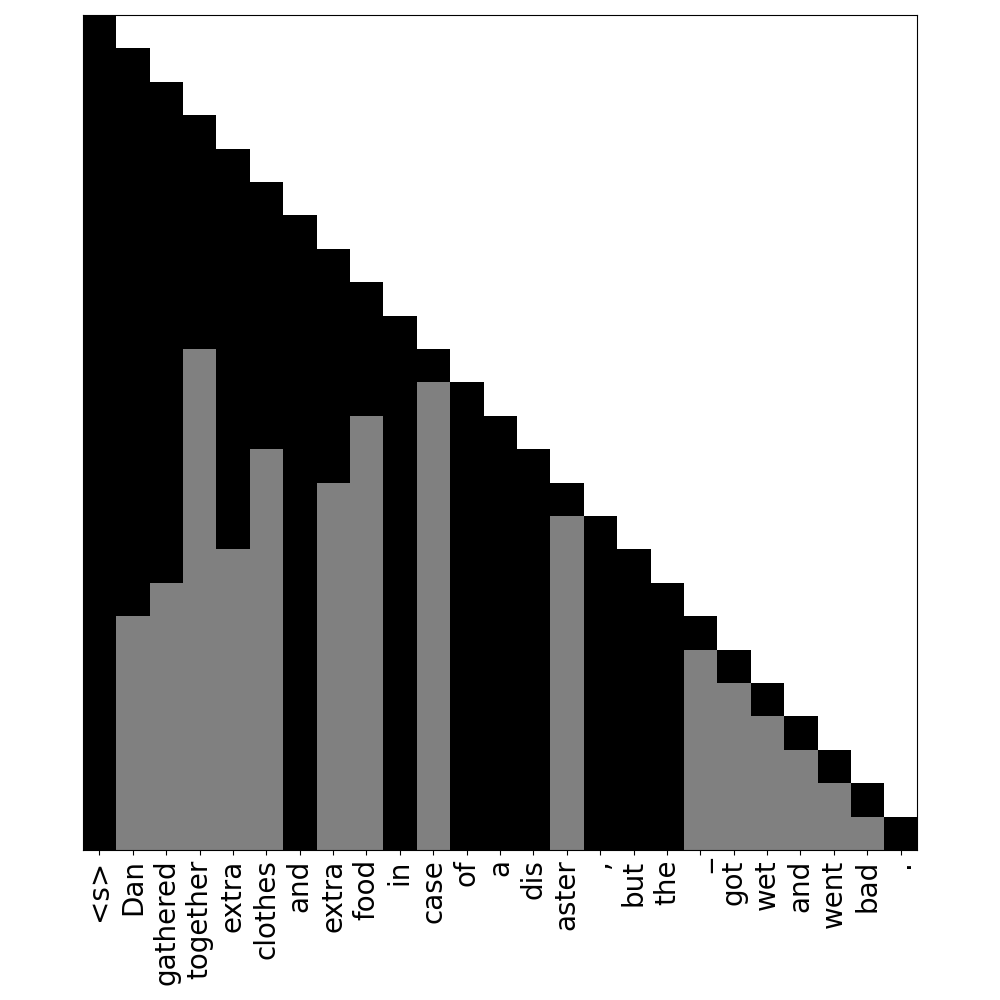 <s> Dan gathered together extra clothes and extra food in case of a dis aster , but the _ got wet and went bad .